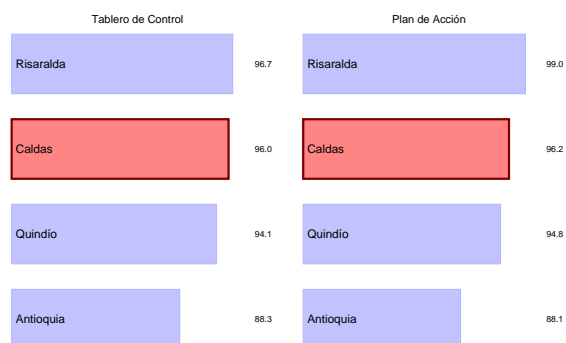 Tablero de Control
Risaralda 96.7
Caldas 96.0
Quindío 94.1
Antioquia 88.3
Plan de Acción
Risaralda 99.0
Caldas 96.2
Quindío 94.8
Antioquia 88.1